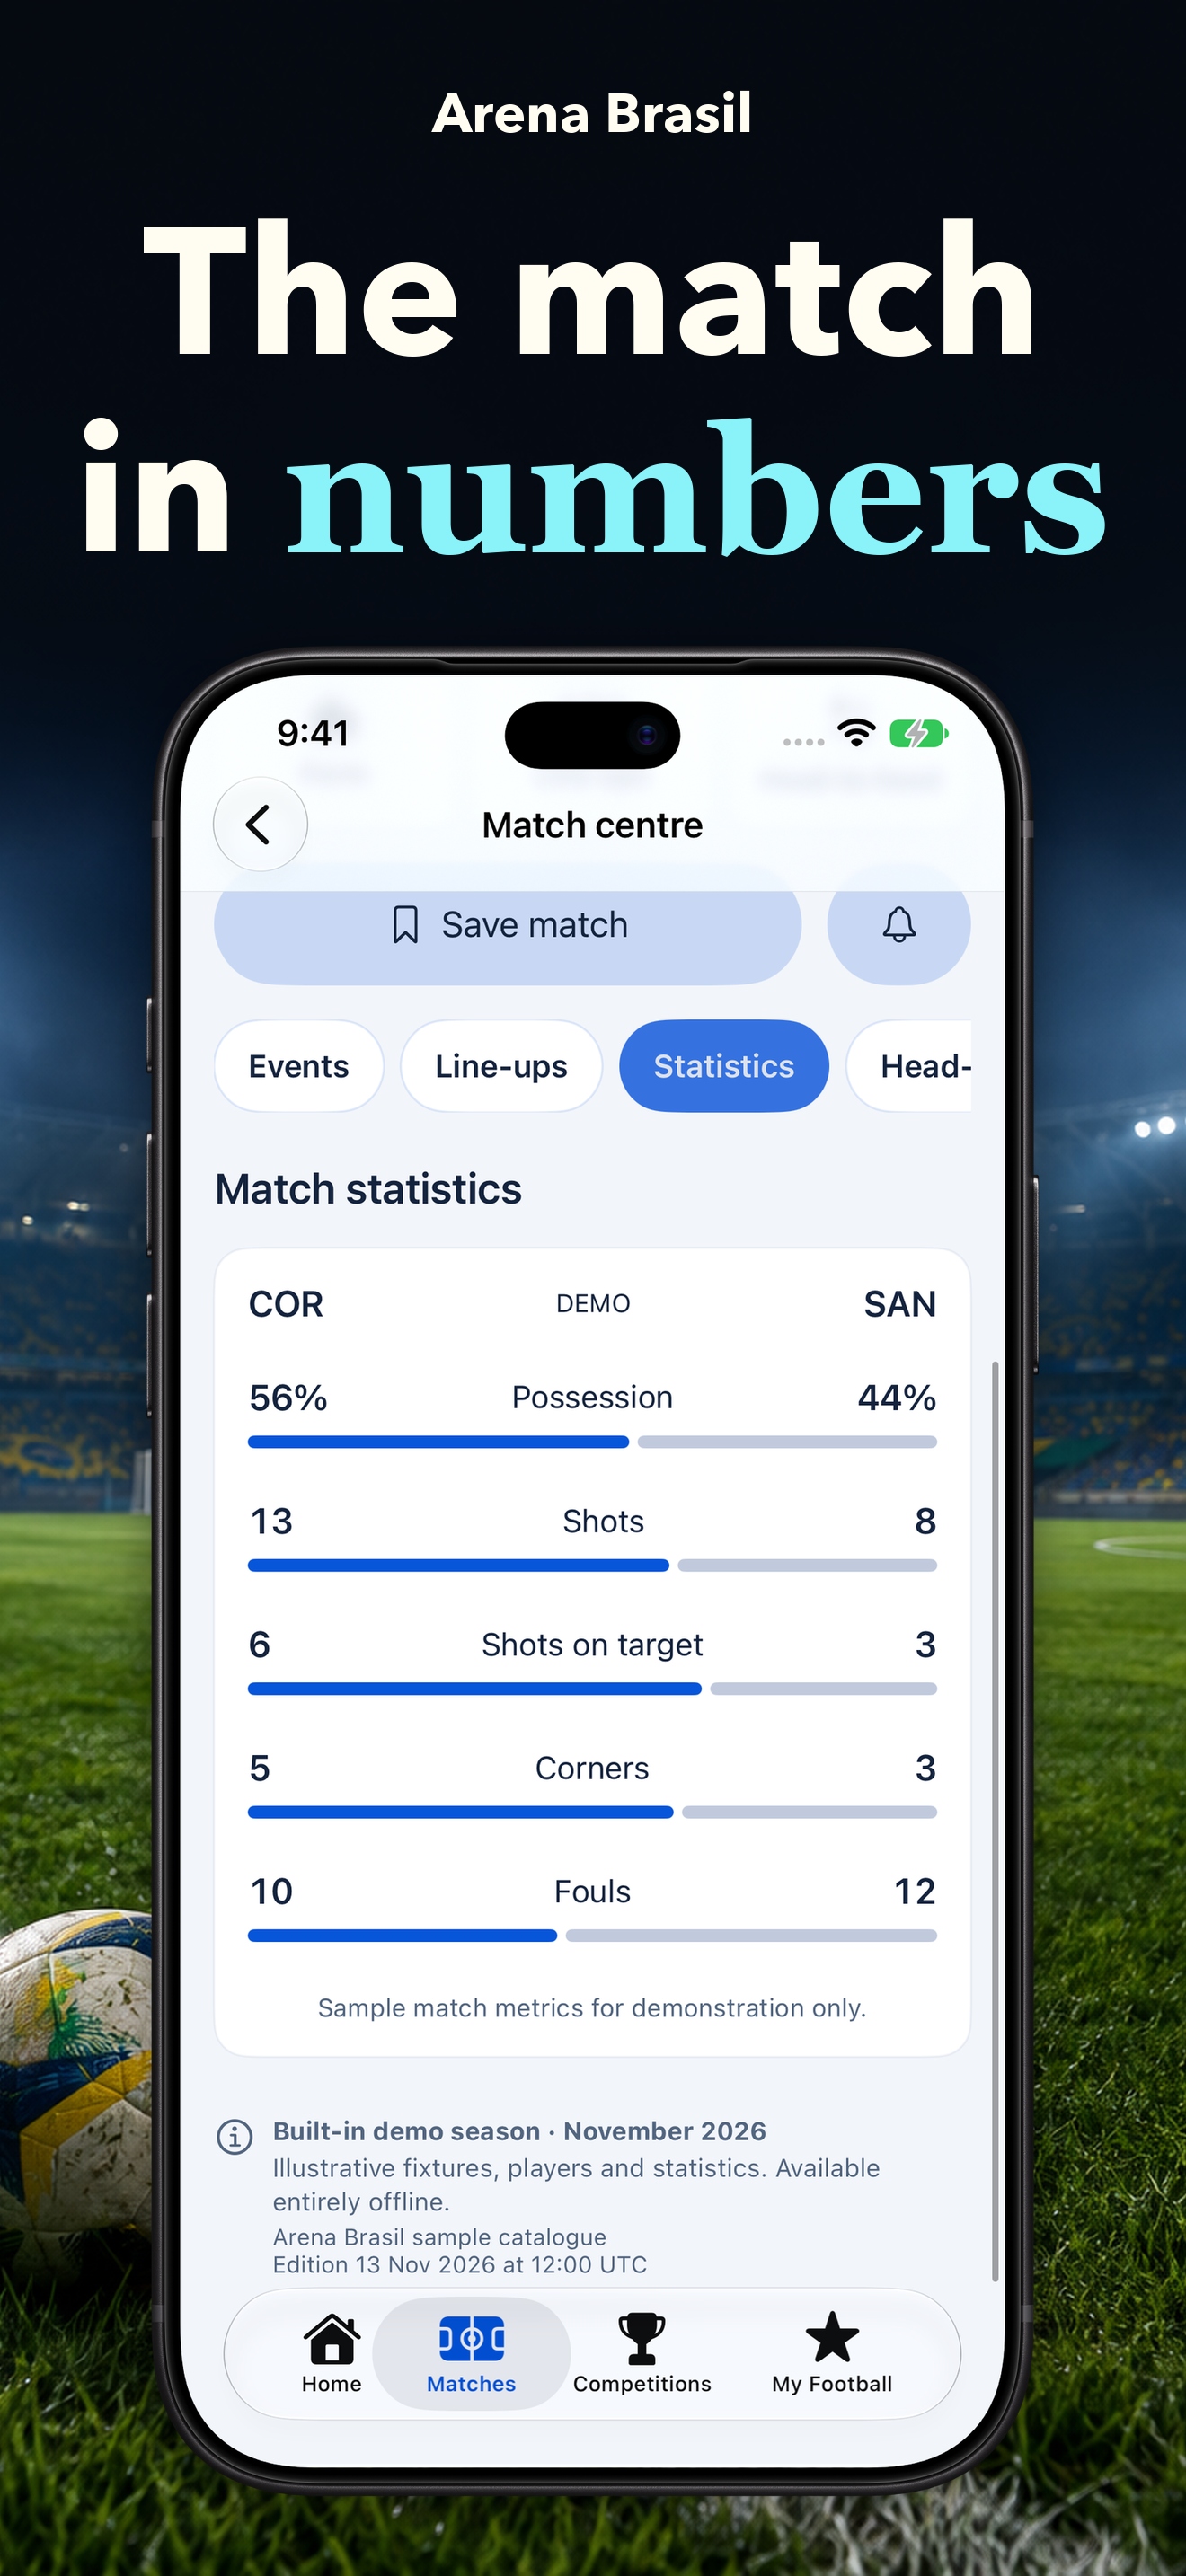 Arena Brasil
The match
in numbers
9:41
Match centre
Save match
Events Line-ups Statistics Head-
Match statistics
COR DEMO SAN
56% Possession 44%
13 Shots 8
6 Shots on target 3
5 Corners 3
10 Fouls 12
Sample match metrics for demonstration only.
Built-in demo season · November 2026
Illustrative fixtures, players and statistics. Available
entirely offline.
Arena Brasil sample catalogue
Edition 13 Nov 2026 at 12:00 UTC
Home Matches Competitions My Football